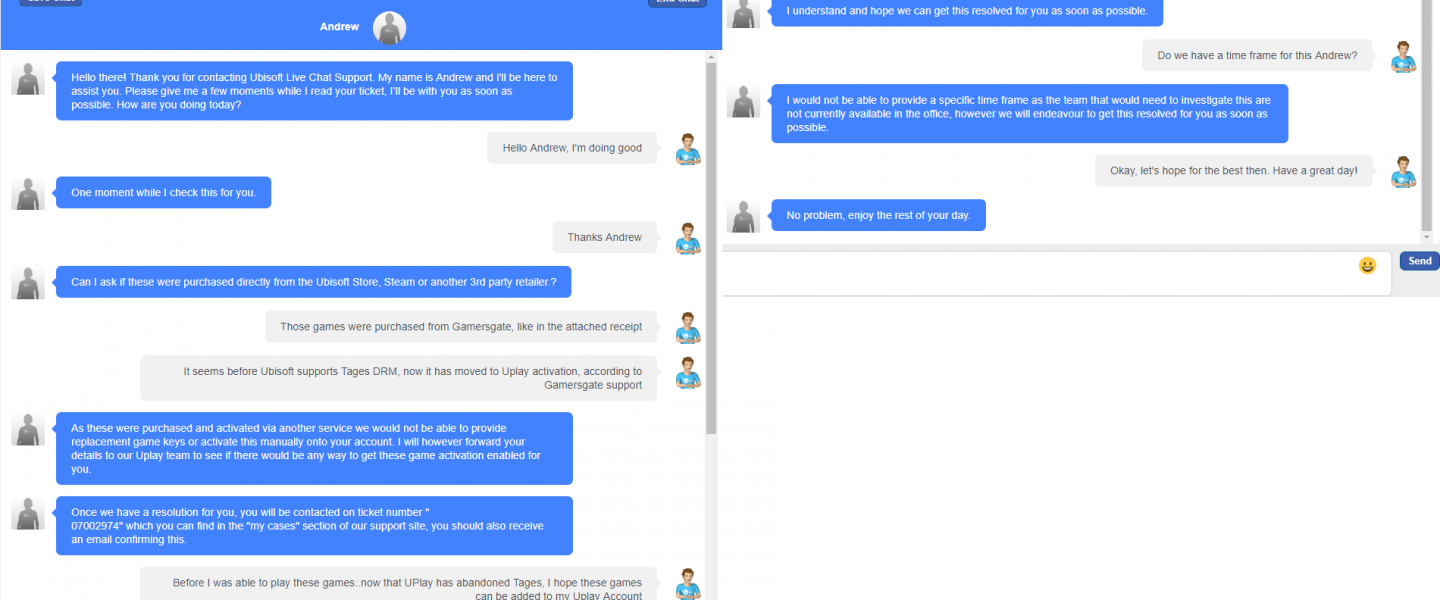 Andrew
Hello there! Thank you for contacting Ubisoft Live Chat Support. My name is Andrew and I'll be here to
assist you. Please give me a few moments while I read your ticket, I'll be with you as soon as
possible. How are you doing today?
Hello Andrew, I'm doing good
One moment while I check this for you.
Thanks Andrew
Can I ask if these were purchased directly from the Ubisoft Store, Steam or another 3rd party retailer.?
Those games were purchased from Gamersgate, like in the attached receipt
It seems before Ubisoft supports Tages DRM, now it has moved to Uplay activation, according to
Gamersgate support
As these were purchased and activated via another service we would not be able to provide
replacement game keys or activate this manually onto your account. I will however forward your
details to our Uplay team to see if there would be any way to get these game activation enabled for
you.
Once we have a resolution for you, you will be contacted on ticket number "
07002974" which you can find in the "my cases" section of our support site, you should also receive
an email confirming this.
Before I was able to play these games..now that UPlay has abandoned Tages, I hope these games
can be added to my Uplay Account
I understand and hope we can get this resolved for you as soon as possible.
Do we have a time frame for this Andrew?
I would not be able to provide a specific time frame as the team that would need to investigate this are
not currently available in the office, however we will endeavour to get this resolved for you as soon as
possible.
Okay, let's hope for the best then. Have a great day!
No problem, enjoy the rest of your day.
Send